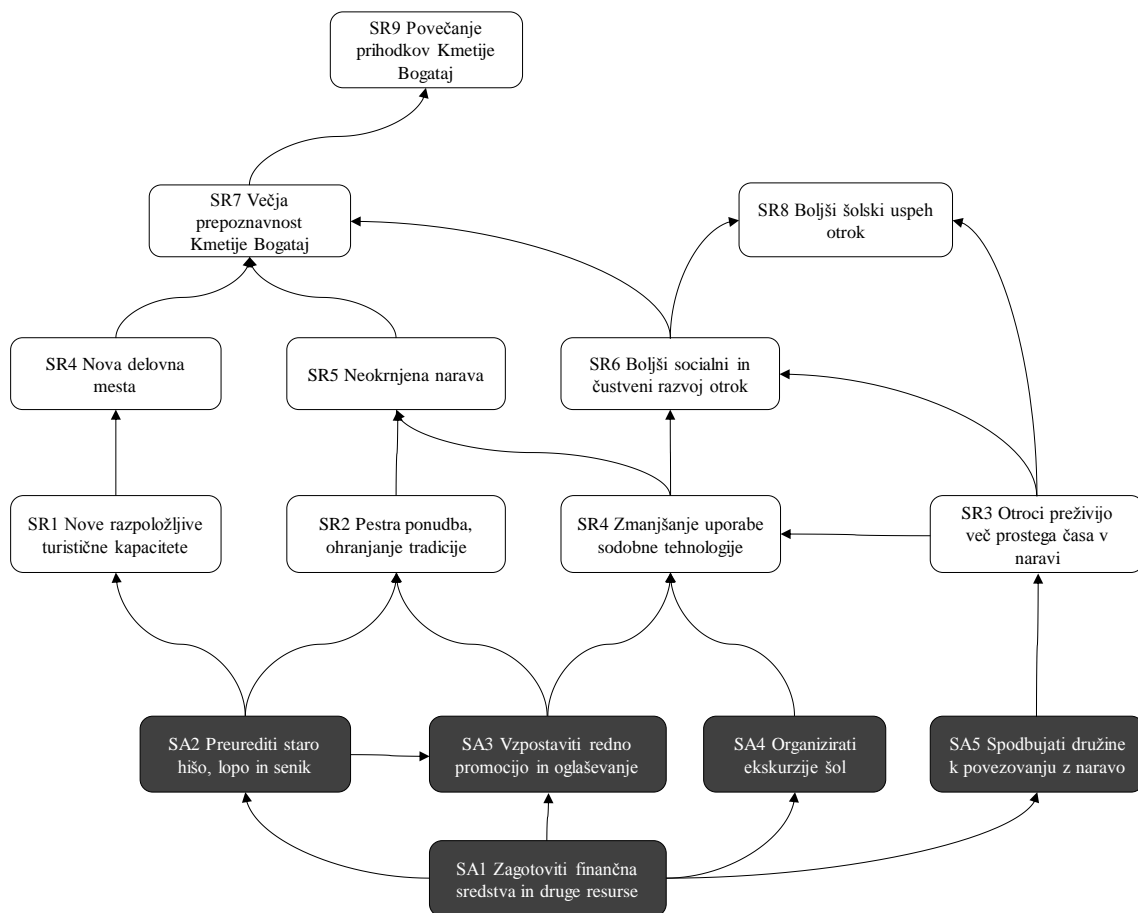 SR9 Povečanje
prihodkov Kmetije
Bogataj
SR7 Večja
prepoznavnost
Kmetije Bogataj
SR8 Boljši šolski uspeh
otrok
SR4 Nova delovna
mesta
SR5 Neokrnjena narava
SR6 Boljši socialni in
čustveni razvoj otrok
SR1 Nove razpoložljive
turistične kapacitete
SR2 Pestra ponudba,
ohranjanje tradicije
SR4 Zmanjšanje uporabe
sodobne tehnologije
SR3 Otroci preživijo
več prostega časa v
naravi
SA2 Preurediti staro
hišo, lopo in senik
SA3 Vzpostaviti redno
promocijo in oglaševanje
SA4 Organizirati
ekskurzije šol
SA5 Spodbujati družine
k povezovanju z naravo
SA1 Zagotoviti finančna
sredstva in druge resurse